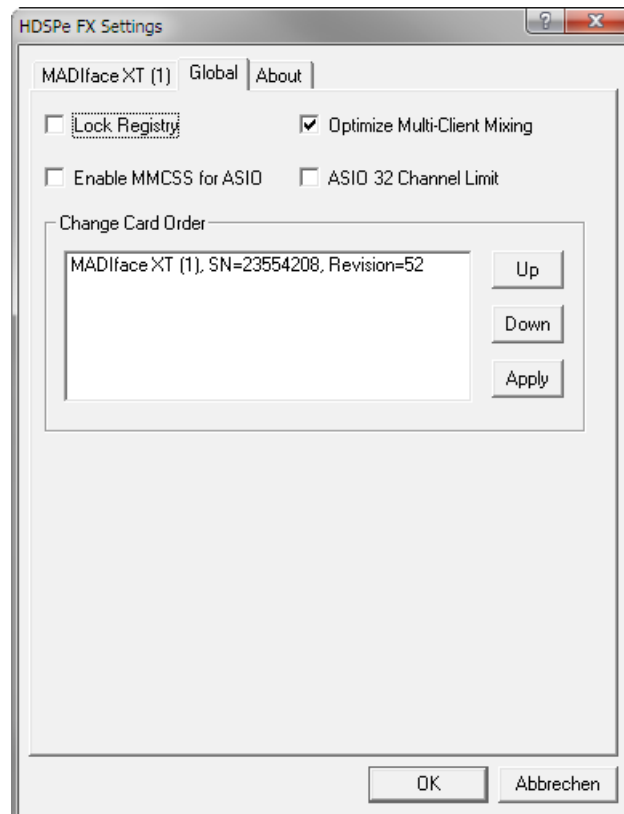 HDSPe FX Settings
MADIface XT (1) Global About
Lock Registry Optimize Multi-Client Mixing
Enable MMCSS for ASIO ASIO 32 Channel Limit
Change Card Order
MADIface XT (1), SN=23554208, Revision=52
Up
Down
Apply
OK Abbrechen